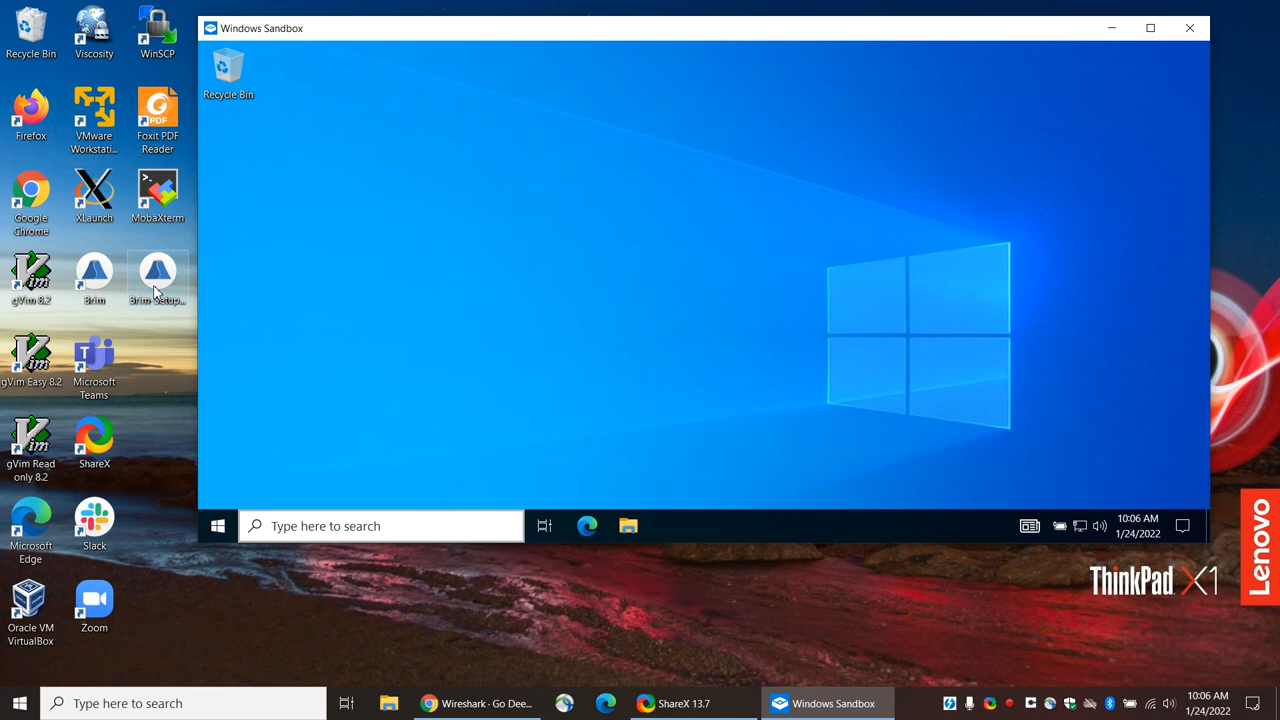 Recycle Bin
Viscosity
WinSCP
Firefox
VMware
Workstati...
Foxit PDF
Reader
PDF
Google
Chrome
XLaunch
MobaXterm
gVim 8.2
Brim
Brim-Setup...
gVim Easy 8.2
Microsoft
Teams
gVim Read
only 8.2
ShareX
Microsoft
Edge
Slack
Oracle VM
VirtualBox
Zoom
Windows Sandbox
Recycle Bin
Type here to search
10:06 AM
1/24/2022
ThinkPad X1
Lenovo
Type here to search
Wireshark · Go Dee...
ShareX 13.7
Windows Sandbox
10:06 AM
1/24/2022